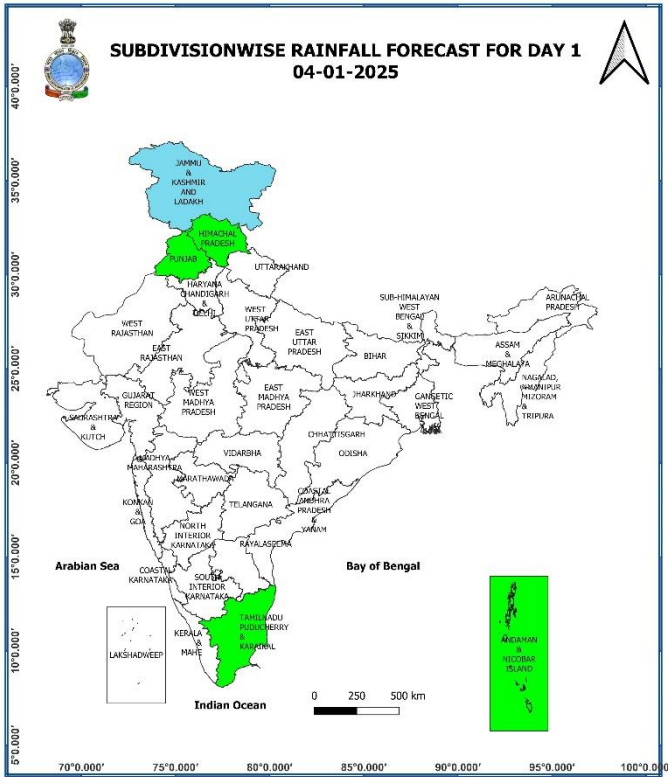 SUBDIVISIONWISE RAINFALL FORECAST FOR DAY 1
04-01-2025
40°0.000'
35°0.000'
30°0.000'
25°0.000'
20°0.000'
15°0.000'
10°0.000'
5°0.000'
JAMMU
&
KASHMIR
AND
LADAKH
HIMACHAL
PRADESH
PUNJAB
UTTARAKHAND
HARYANA
CHANDIGARH
&
DELHI
WEST
UTTAR
PRADESH
SUB-HIMALAYAN
WEST
BENGAL
&
SIKKIM
ARUNACHAL
PRADESH
WEST
RAJASTHAN
EAST
RAJASTHAN
EAST
UTTAR
PRADESH
BIHAR
ASSAM
&
MEGHALAYA
NAGALAD,
MANIPUR
MIZORAM
&
TRIPURA
GUJARAT
REGION
WEST
MADHYA
PRADESH
EAST
MADHYA
PRADESH
JHARKHAND
GANGETIC
WEST
BENGAL
SAURASHTRA
&
KUTCH
CHHATTISGARH
ODISHA
VIDARBHA
MADHYA
MAHARASHTRA
MARATHAWADA
KONKAN
&
GOA
TELANGANA
COASTAL
ANDHRA
PRADESH
&
YANAM
NORTH
INTERIOR
KARNATAKA
RAYALASEEMA
Arabian Sea
Bay of Bengal
COASTAL
KARNATAKA
SOUTH
INTERIOR
KARNATAKA
TAMILNADU
PUDUCHERRY
&
KARAIKAL
KERALA
&
MAHE
LAKSHADWEEP
ANDAMAN
&
NICOBAR
ISLAND
Indian Ocean
0 250 500 km
70°0.000' 75°0.000' 80°0.000' 85°0.000' 90°0.000' 95°0.000' 100°0.000'